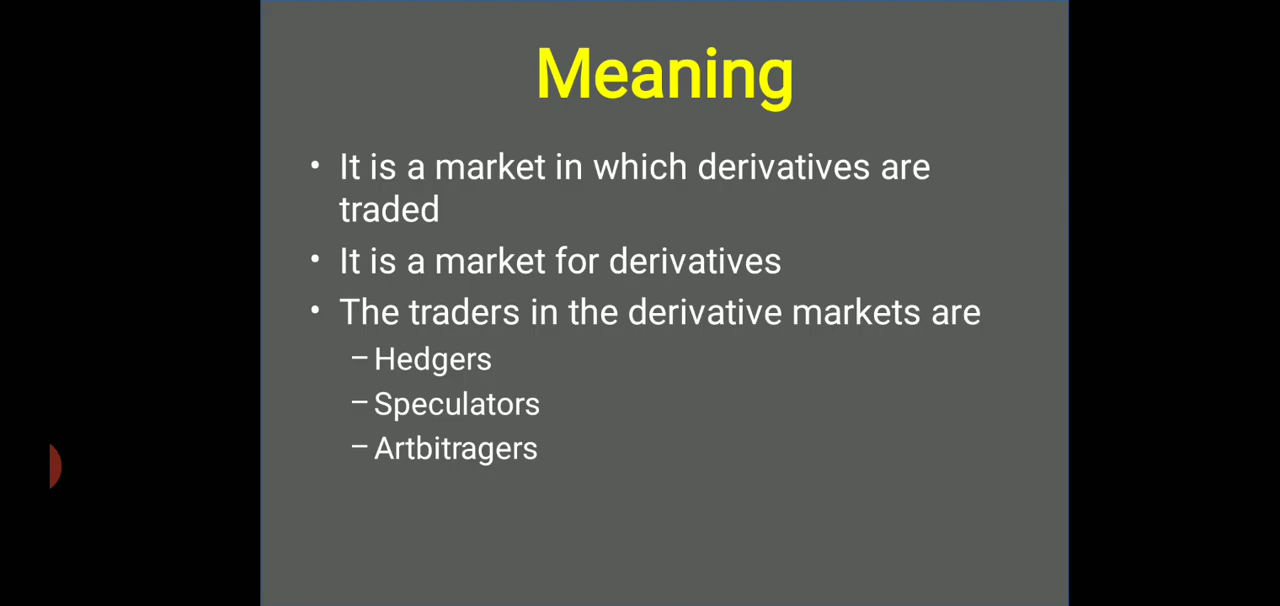 Meaning
• It is a market in which derivatives are
traded
• It is a market for derivatives
• The traders in the derivative markets are
– Hedgers
– Speculators
– Artbitragers